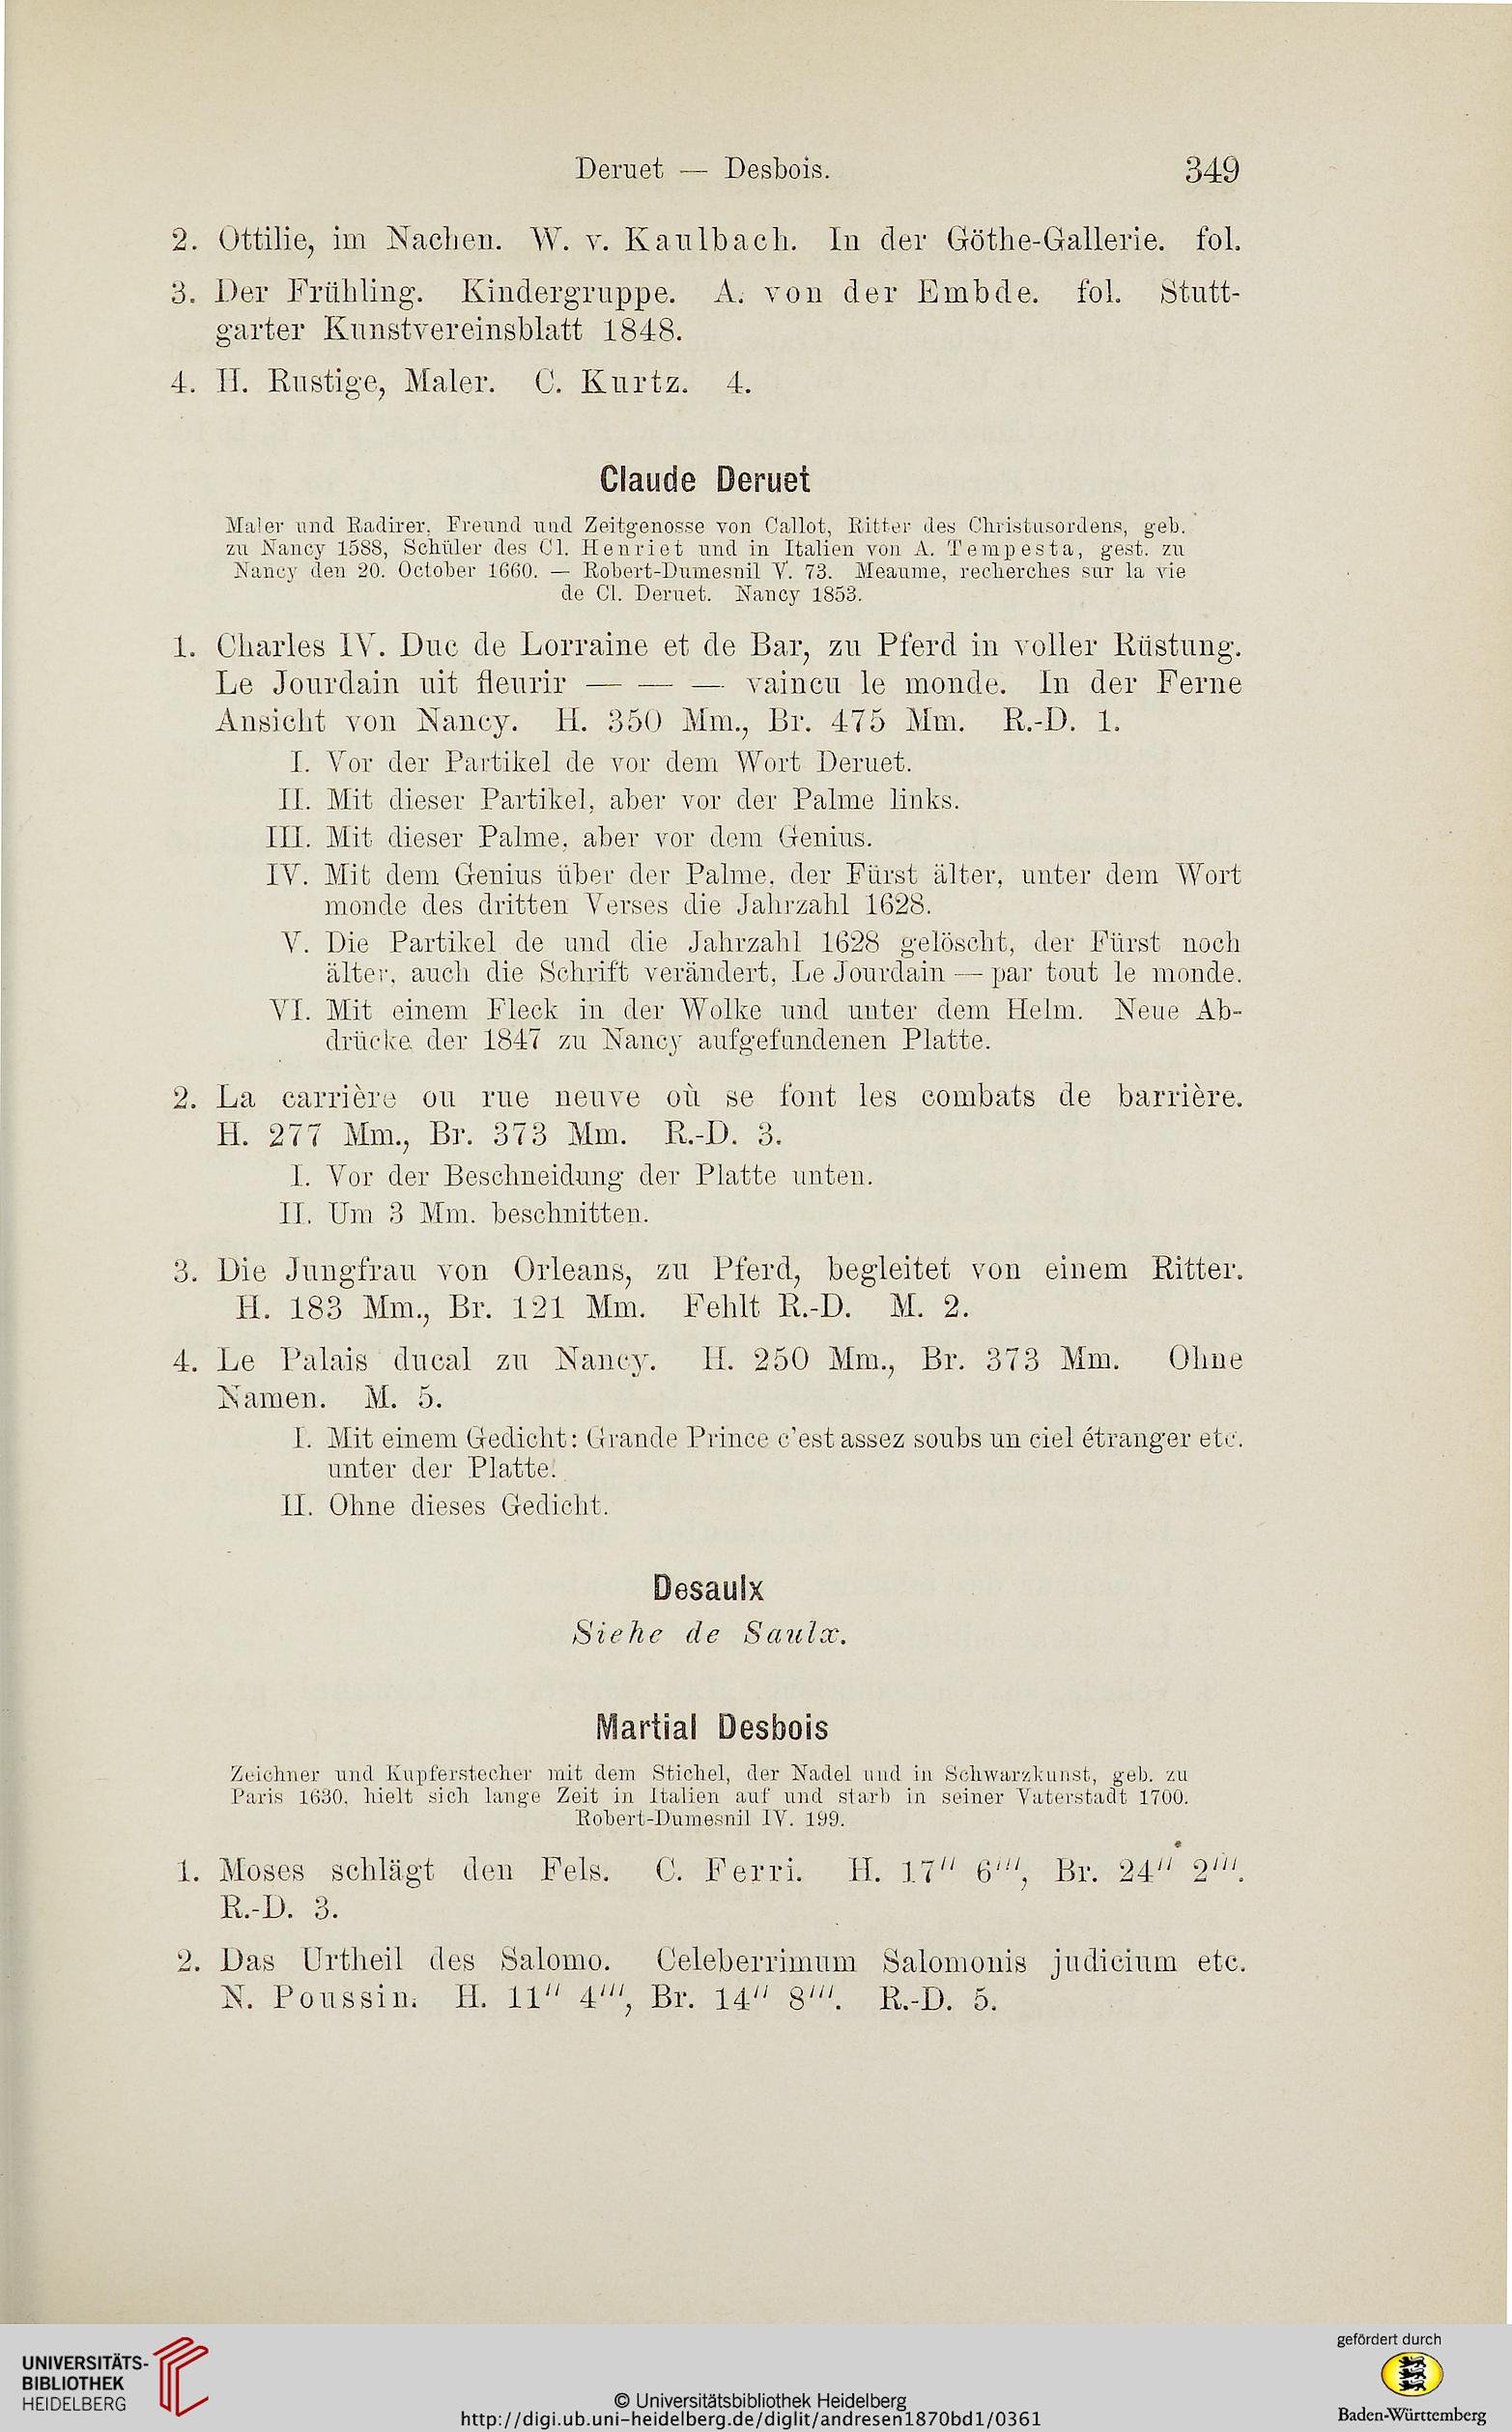 Deruet — Desbois.
349
2. Ottilie, im Nachen. W. v. Kaulbach. In der Göthe-Gallerie. fol.
3. Der Frühling. Kindergruppe. A. von der Embde. fol. Stutt-
garter Kunstvereinsblatt 1848.
4. H. Rustige, Maler. C. Kurtz. 4.
Claude Deruet
Maler und Radirer, Freund und Zeitgenosse von Callot, Ritter des Christusordens, geb.
zu Nancy 1588, Schüler des Cl. Henriet und in Italien von A. Tempesta, gest. zu
Nancy den 20. October 1660. — Robert-Dumesnil V. 73. Meaume, recherches sur la vie
de Cl. Deruet. Nancy 1853.
1. Charles IV. Duc de Lorraine et de Bar, zu Pferd in voller Rüstung.
Le Jourdain uit fleurir — — — vaincu le monde. In der Ferne
Ansicht von Nancy. H. 350 Mm., Br. 475 Mm. R.-D. 1.
I. Vor der Partikel de vor dem Wort Deruet.
II. Mit dieser Partikel, aber vor der Palme links.
III. Mit dieser Palme, aber vor dem Genius.
IV. Mit dem Genius über der Palme, der Fürst älter, unter dem Wort
monde des dritten Verses die Jahrzahl 1628.
V. Die Partikel de und die Jahrzahl 1628 gelöscht, der Fürst noch
älter, auch die Schrift verändert, Le Jourdain — par tout le monde.
VI. Mit einem Fleck in der Wolke und unter dem Helm. Neue Ab-
drücke der 1847 zu Nancy aufgefundenen Platte.
2. La carrière ou rue neuve où se font les combats de barrière.
H. 277 Mm., Br. 373 Mm. R.-D. 3.
I. Vor der Beschneidung der Platte unten.
II. Um 3 Mm. beschnitten.
3. Die Jungfrau von Orleans, zu Pferd, begleitet von einem Ritter.
H. 183 Mm., Br. 121 Mm. Fehlt R.-D. M. 2.
4. Le Palais ducal zu Nancy. H. 250 Mm., Br. 373 Mm. Ohne
Namen. M. 5.
I. Mit einem Gedicht: Grande Prince c'est assez soubs un ciel étranger etc.
unter der Platte.
II. Ohne dieses Gedicht.
Desaulx
Siehe de Saulx.
Martial Desbois
Zeichner und Kupferstecher mit dem Stichel, der Nadel und in Schwarzkunst, geb. zu
Paris 1630, hielt sich lange Zeit in Italien auf und starb in seiner Vaterstadt 1700.
Robert-Dumesnil IV. 199.
1. Moses schlägt den Fels. C. Ferri. H. 17″ 6‴, Br. 24″ 2‴.
R.-D. 3.
2. Das Urtheil des Salomo. Celeberrimum Salomonis judicium etc.
N. Poussin. H. 11″ 4‴, Br. 14″ 8‴. R.-D. 5.
UNIVERSITÄTS-
BIBLIOTHEK
HEIDELBERG
© Universitätsbibliothek Heidelberg
http://digi.ub.uni-heidelberg.de/diglit/andresen1870bd1/0361
gefördert durch
Baden-Württemberg